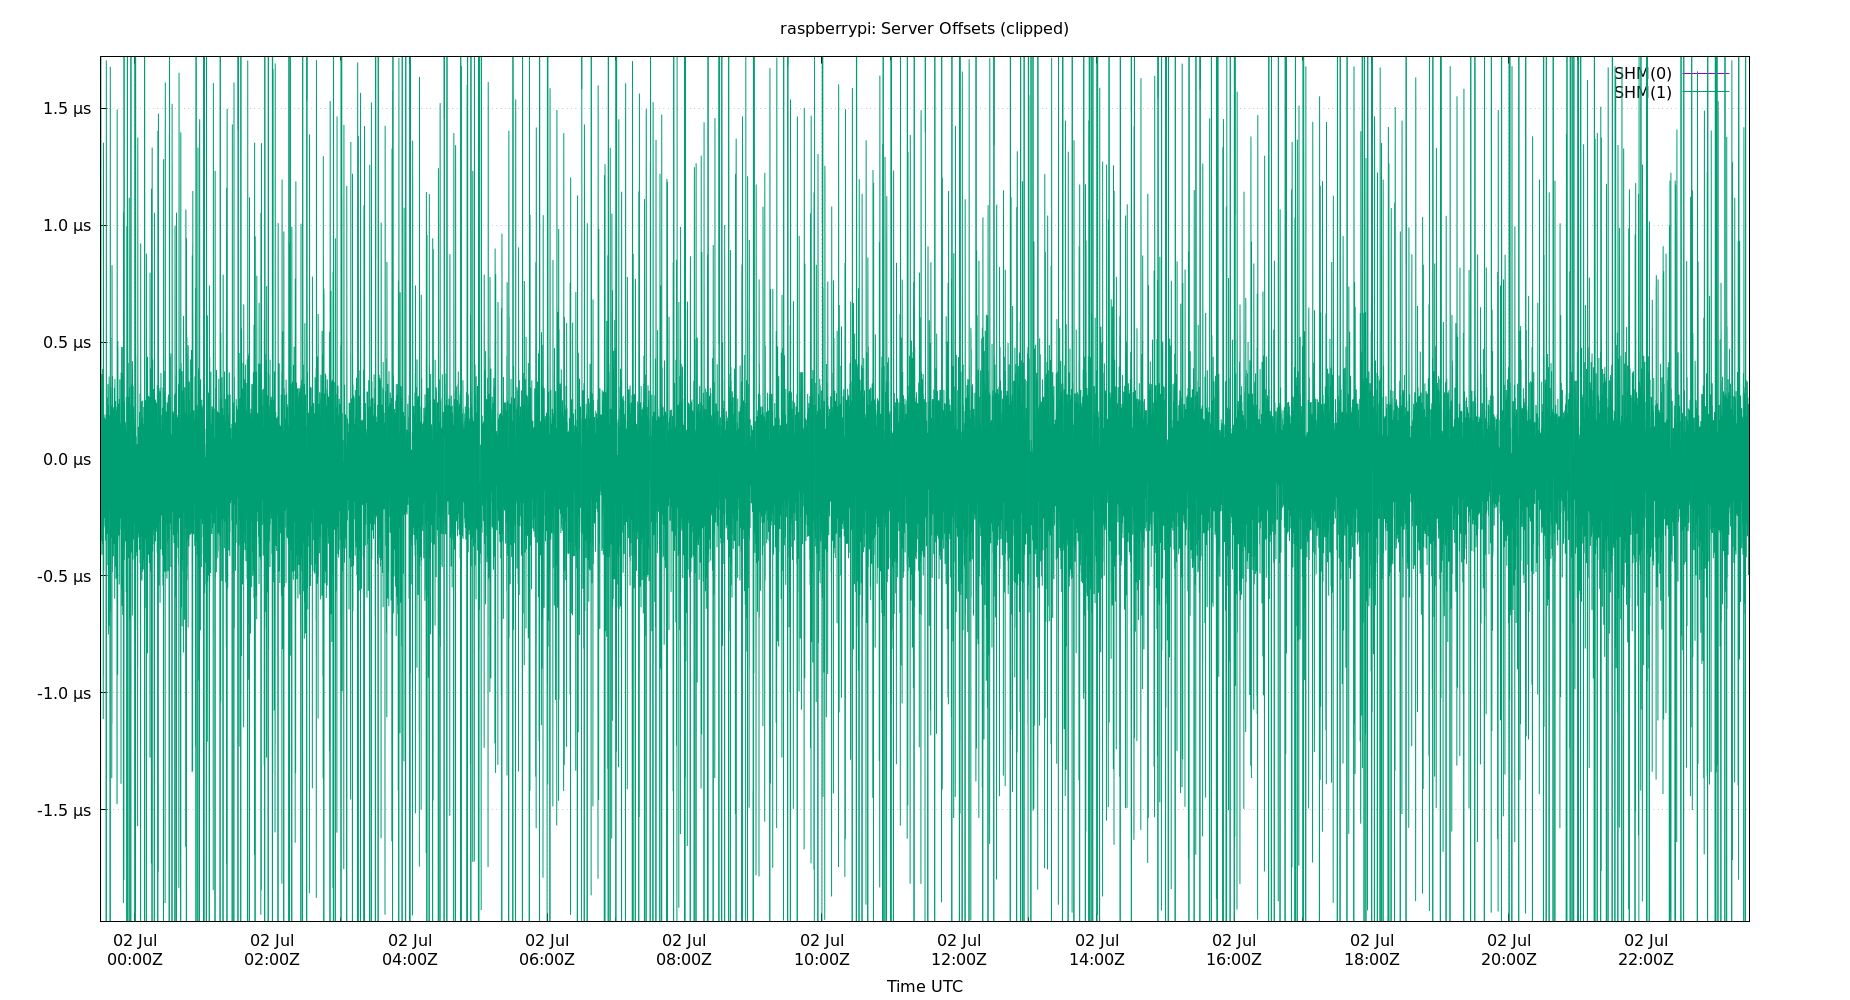 raspberrypi: Server Offsets (clipped)
SHM(0)
SHM(1)
1.5 µs
1.0 µs
0.5 µs
0.0 µs
-0.5 µs
-1.0 µs
-1.5 µs
02 Jul 02 Jul 02 Jul 02 Jul 02 Jul 02 Jul 02 Jul 02 Jul 02 Jul 02 Jul 02 Jul 02 Jul
00:00Z 02:00Z 04:00Z 06:00Z 08:00Z 10:00Z 12:00Z 14:00Z 16:00Z 18:00Z 20:00Z 22:00Z
Time UTC